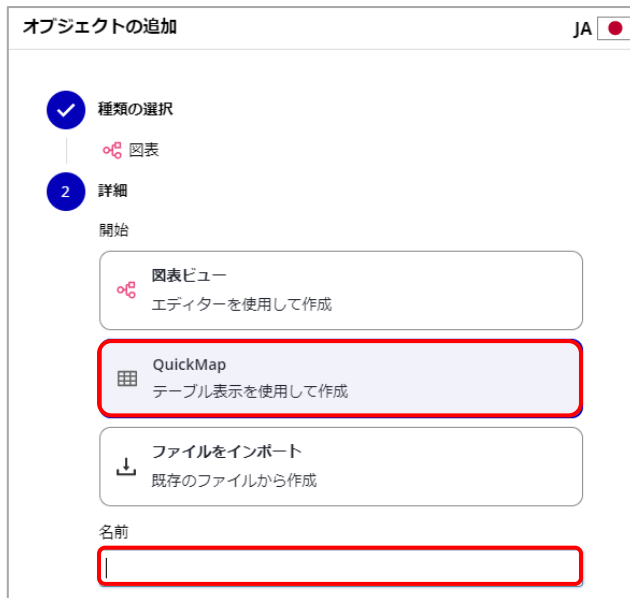 オブジェクトの追加
JA
種類の選択
図表
2
詳細
開始
図表ビュー
エディターを使用して作成
QuickMap
テーブル表示を使用して作成
ファイルをインポート
既存のファイルから作成
名前